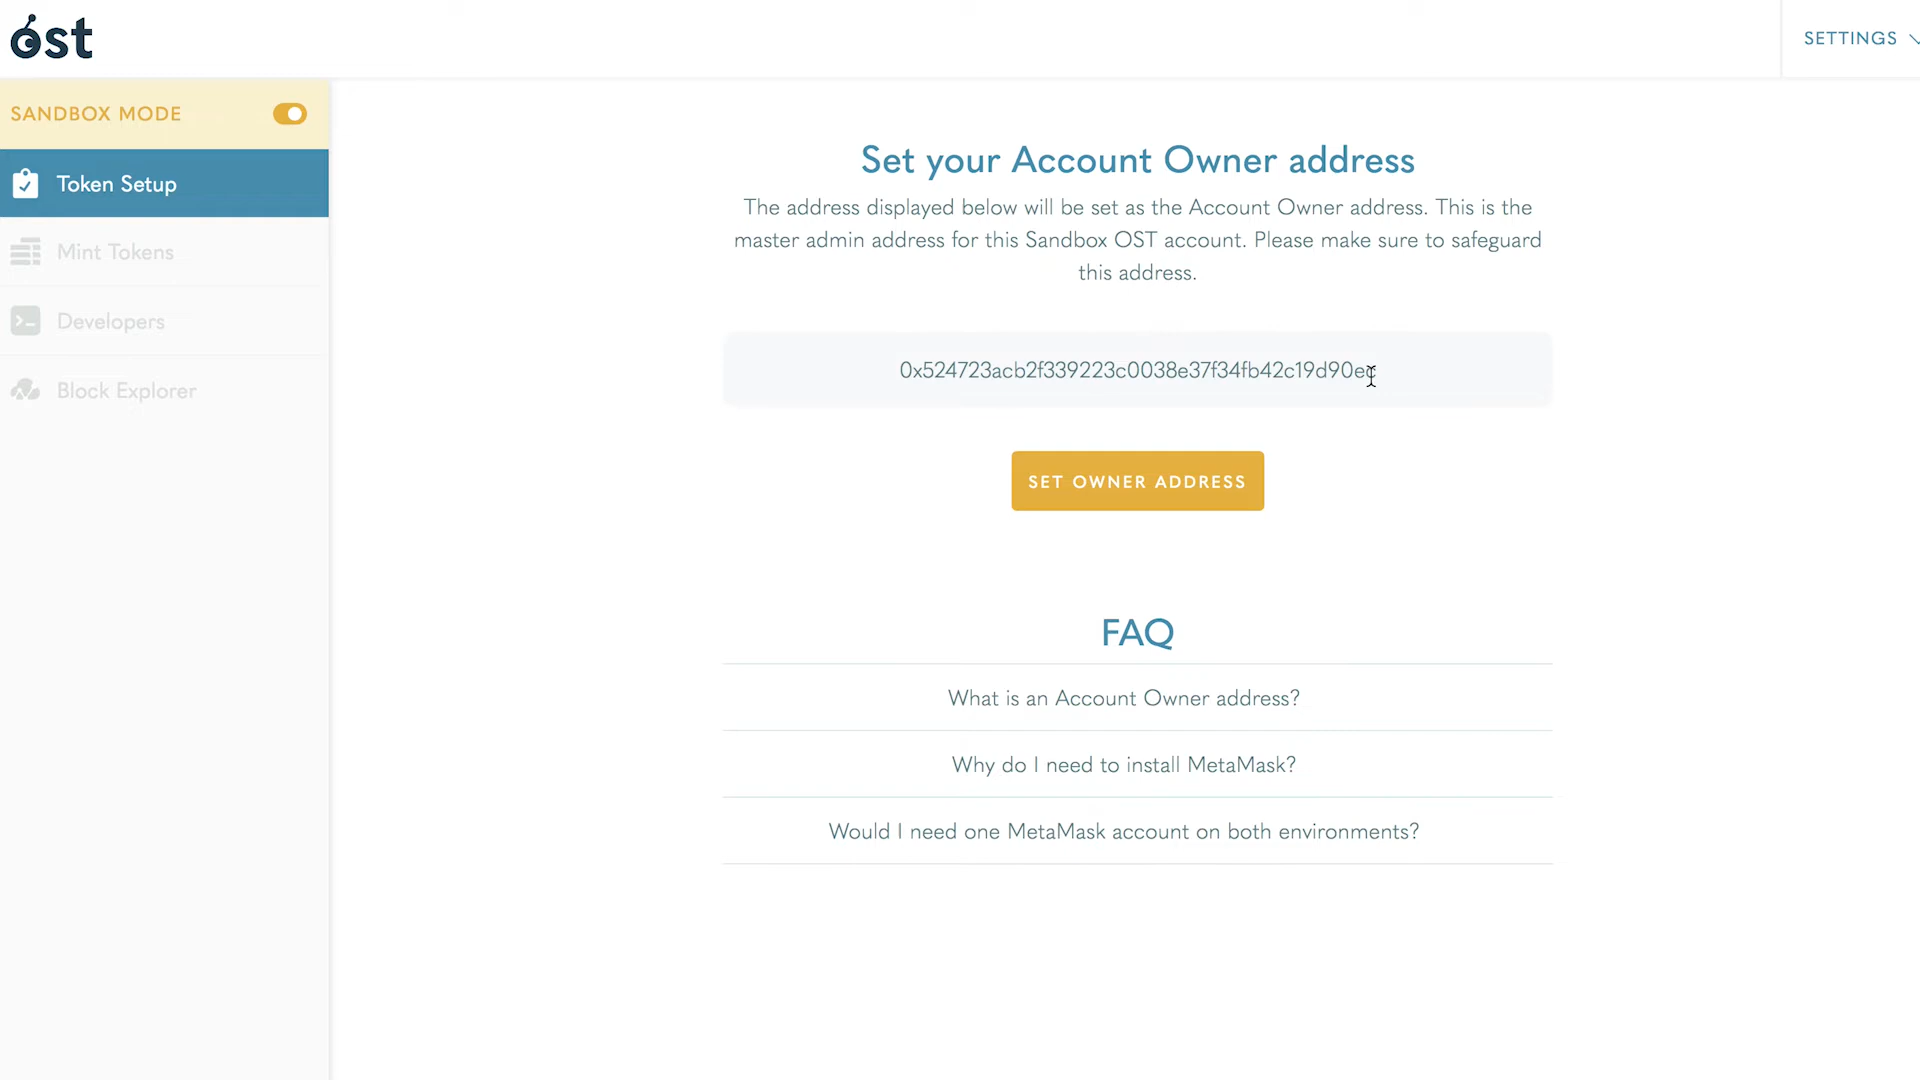 ost
SETTINGS
SANDBOX MODE
Token Setup
Mint Tokens
Developers
Block Explorer
Set your Account Owner address
The address displayed below will be set as the Account Owner address. This is the
master admin address for this Sandbox OST account. Please make sure to safeguard
this address.
0x524723acb2f339223c0038e37f34fb42c19d90ec
SET OWNER ADDRESS
FAQ
What is an Account Owner address?
Why do I need to install MetaMask?
Would I need one MetaMask account on both environments?